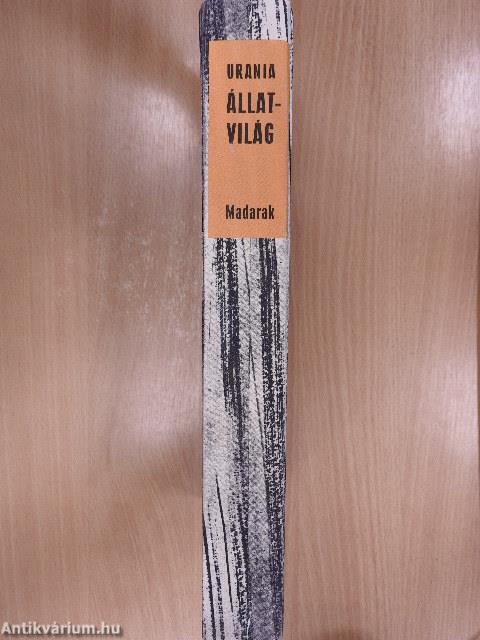 URANIA
ÁLLAT-
VILÁG
Madarak
Antikvárium.hu